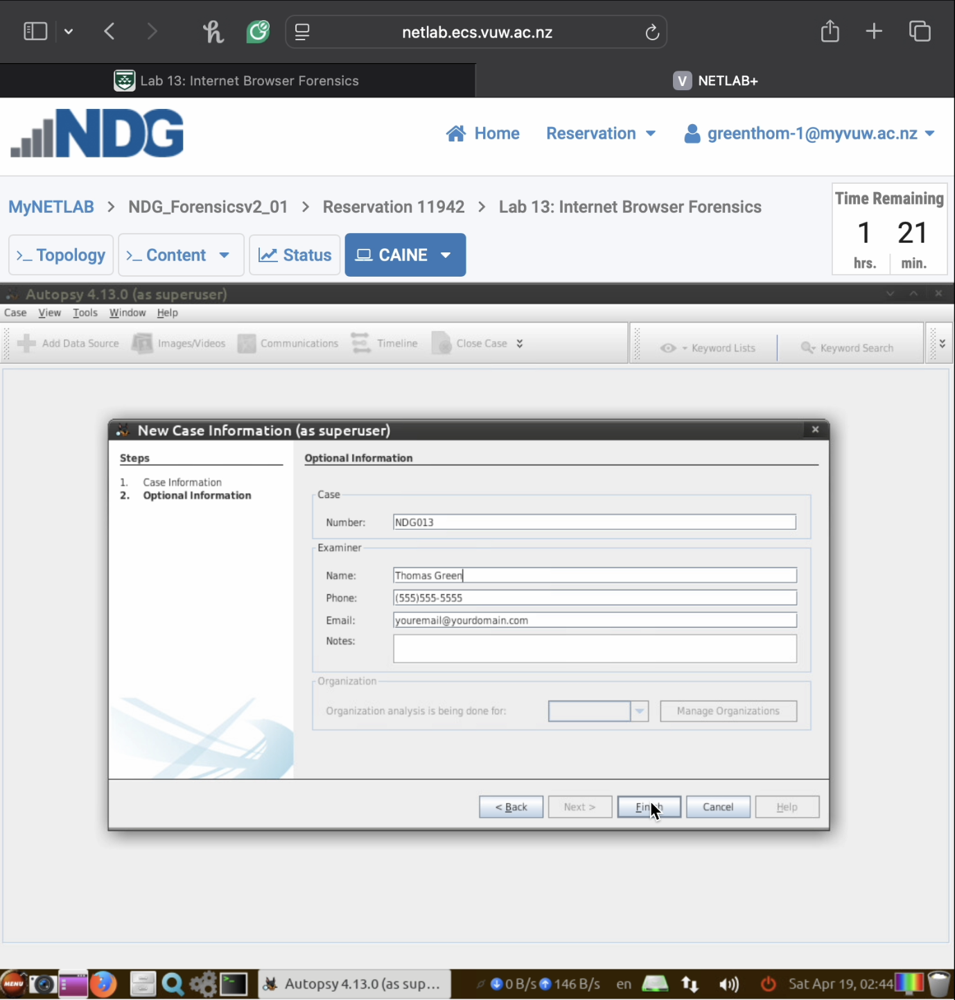 netlab.ecs.vuw.ac.nz
Lab 13: Internet Browser Forensics
V NETLAB+
NDG
Home Reservation greenthom-1@myvuw.ac.nz
MyNETLAB > NDG_Forensicsv2_01 > Reservation 11942 > Lab 13: Internet Browser Forensics
Time Remaining
1 21
hrs. min.
>_ Topology >_ Content Status CAINE
Autopsy 4.13.0 (as superuser)
Case View Tools Window Help
Add Data Source Images/Videos Communications Timeline Close Case Keyword Lists Keyword Search
New Case Information (as superuser)
Steps
1. Case Information
2. Optional Information
Optional Information
Case
Number: NDG013
Examiner
Name: Thomas Green
Phone: (555)555-5555
Email: youremail@yourdomain.com
Notes:
Organization
Organization analysis is being done for: Manage Organizations
< Back Next > Finish Cancel Help
MENU Autopsy 4.13.0 (as sup... 0 B/s 146 B/s en Sat Apr 19, 02:44